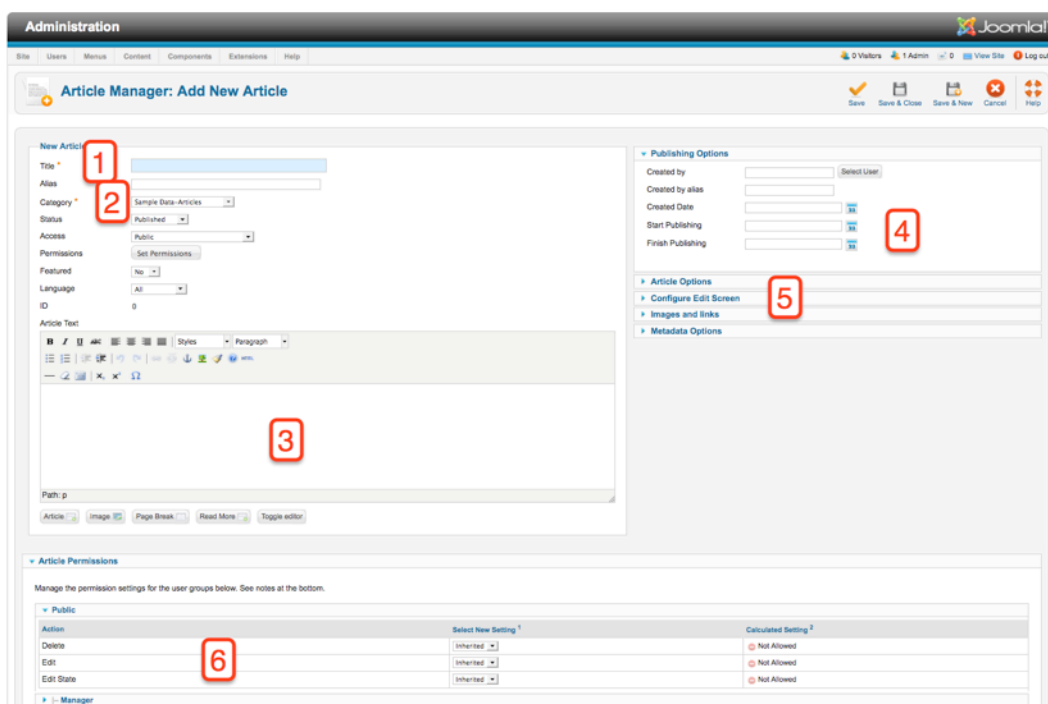 Administration
Joomla!
Site Users Menus Content Components Extensions Help
0 Visitors 1 Admin 0 View Site Log out
Article Manager: Add New Article
Save Save & Close Save & New Cancel Help
New Article
1
Title *
Alias
2
Category * Sample Data-Articles
Status Published
Access Public
Permissions Set Permissions
Featured No
Language All
ID 0
Article Text
B I U ABC Styles Paragraph
HTML
Ω
3
Path: p
Article Image Page Break Read More Toggle editor
Publishing Options
Created by Select User
Created by alias
Created Date
Start Publishing
Finish Publishing
4
Article Options
Configure Edit Screen
5
Images and links
Metadata Options
Article Permissions
Manage the permission settings for the user groups below. See notes at the bottom.
Public
Action Select New Setting 1 Calculated Setting 2
Delete Inherited Not Allowed
Edit Inherited Not Allowed
Edit State Inherited Not Allowed
6
|— Manager